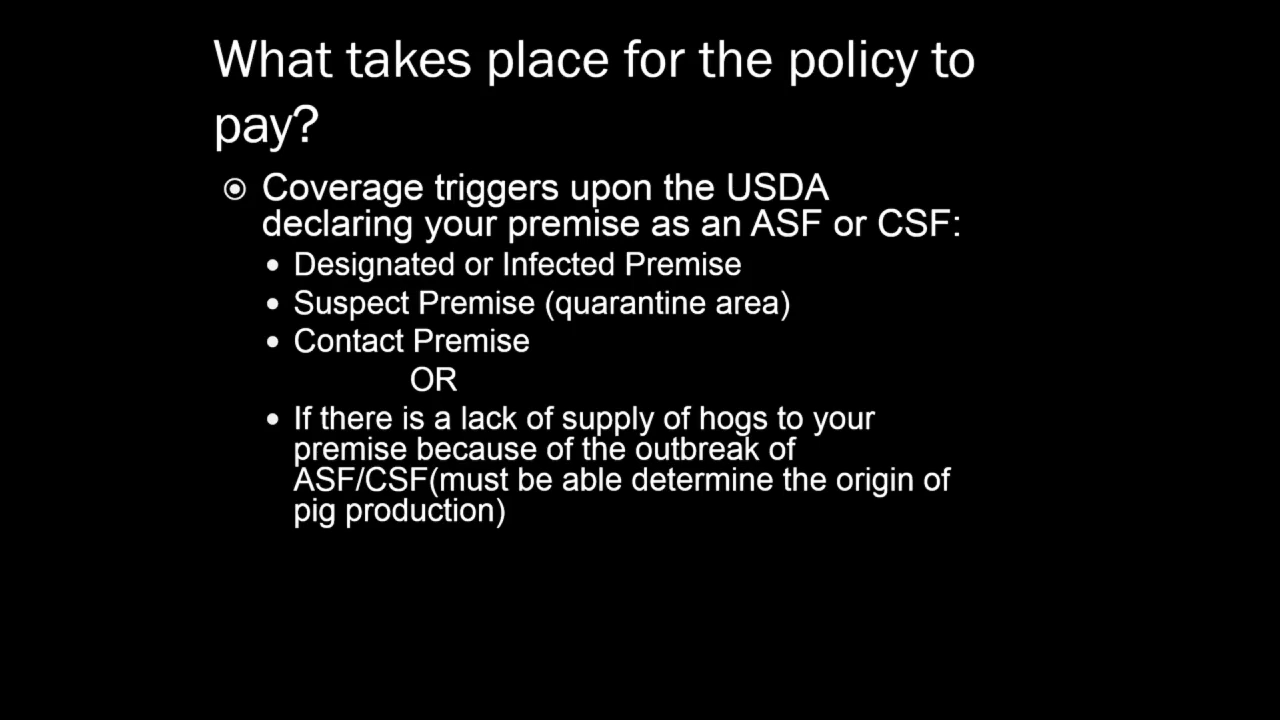 What takes place for the policy to
pay?
Coverage triggers upon the USDA
declaring your premise as an ASF or CSF:
• Designated or Infected Premise
• Suspect Premise (quarantine area)
• Contact Premise
OR
• If there is a lack of supply of hogs to your
premise because of the outbreak of
ASF/CSF(must be able determine the origin of
pig production)